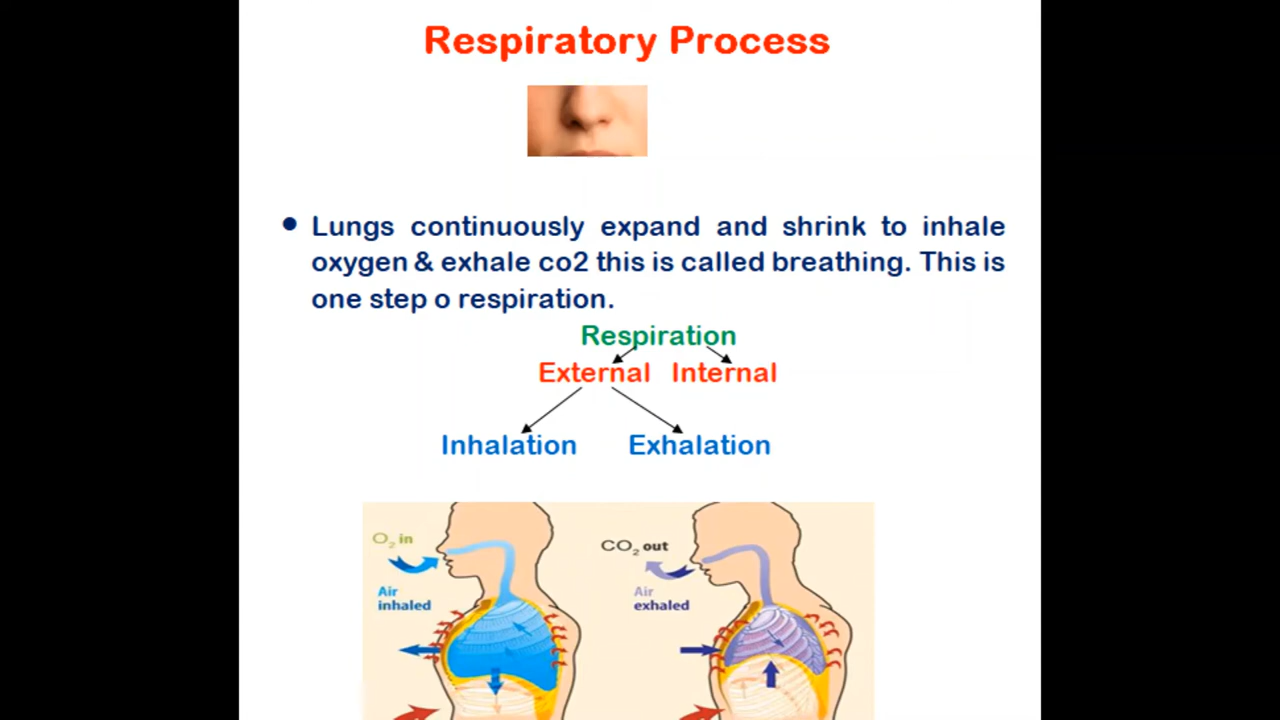 Respiratory Process
• Lungs continuously expand and shrink to inhale
oxygen & exhale co2 this is called breathing. This is
one step o respiration.
Respiration
External Internal
Inhalation Exhalation
O₂ in
CO₂ out
Air
inhaled
Air
exhaled